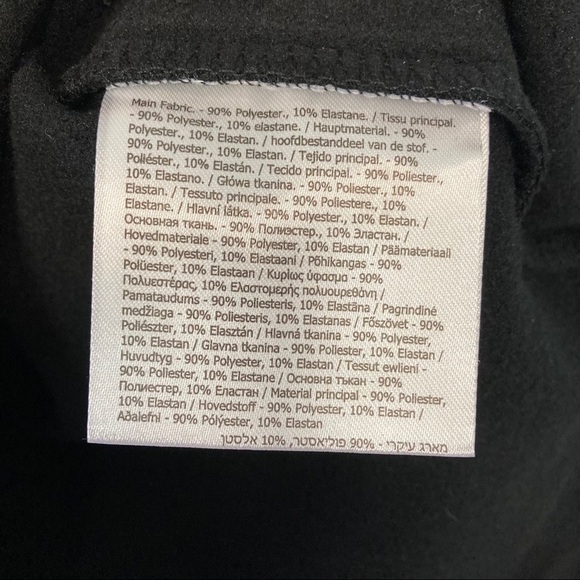 Main Fabric. - 90% Polyester., 10% Elastane. / Tissu principal.
- 90% Polyester., 10% elastane. / Hauptmaterial. - 90%
Polyester., 10% Elastan. / hoofdbestanddeel van de stof. -
90% Polyester., 10% Elastan. / Tejido principal. - 90%
Poliéster., 10% Elastán. / Tecido principal. - 90% Poliester.,
10% Elastano. / Główa tkanina. - 90% Poliester., 10%
Elastan. / Tessuto principale. - 90% Poliestere., 10%
Elastane. / Hlavní látka. - 90% Polyester., 10% Elastan. /
Основная ткань. - 90% Полиэстер., 10% Эластан. /
Hovedmateriale - 90% Polyester, 10% Elastan / Päämateriaali
- 90% Polyesteri, 10% Elastaani / Põhikangas - 90%
Polüester, 10% Elastaan / Κυρίως ύφασμα - 90%
Πολυεστέρας, 10% Ελαστομερής πολυουρεθάνη /
Pamataudums - 90% Poliesteris, 10% Elastāna / Pagrindinė
medžiaga - 90% Poliesteris, 10% Elastanas / Főszövet - 90%
Poliészter, 10% Elasztán / Hlavná tkanina - 90% Polyester,
10% Elastan / Glavna tkanina - 90% Poliester, 10% Elastan /
Huvudtyg - 90% Polyester, 10% Elastan / Tessut ewlieni -
90% Poliester, 10% Elastane / Основна тъкан - 90%
Полиестер, 10% Еластан / Material principal - 90% Poliester,
10% Elastan / Hovedstoff - 90% Polyester, 10% Elastan /
Aðalefni - 90% Pólýester, 10% Elastan
מארג עיקרי - 90% פוליאסטר, 10% אלסטן